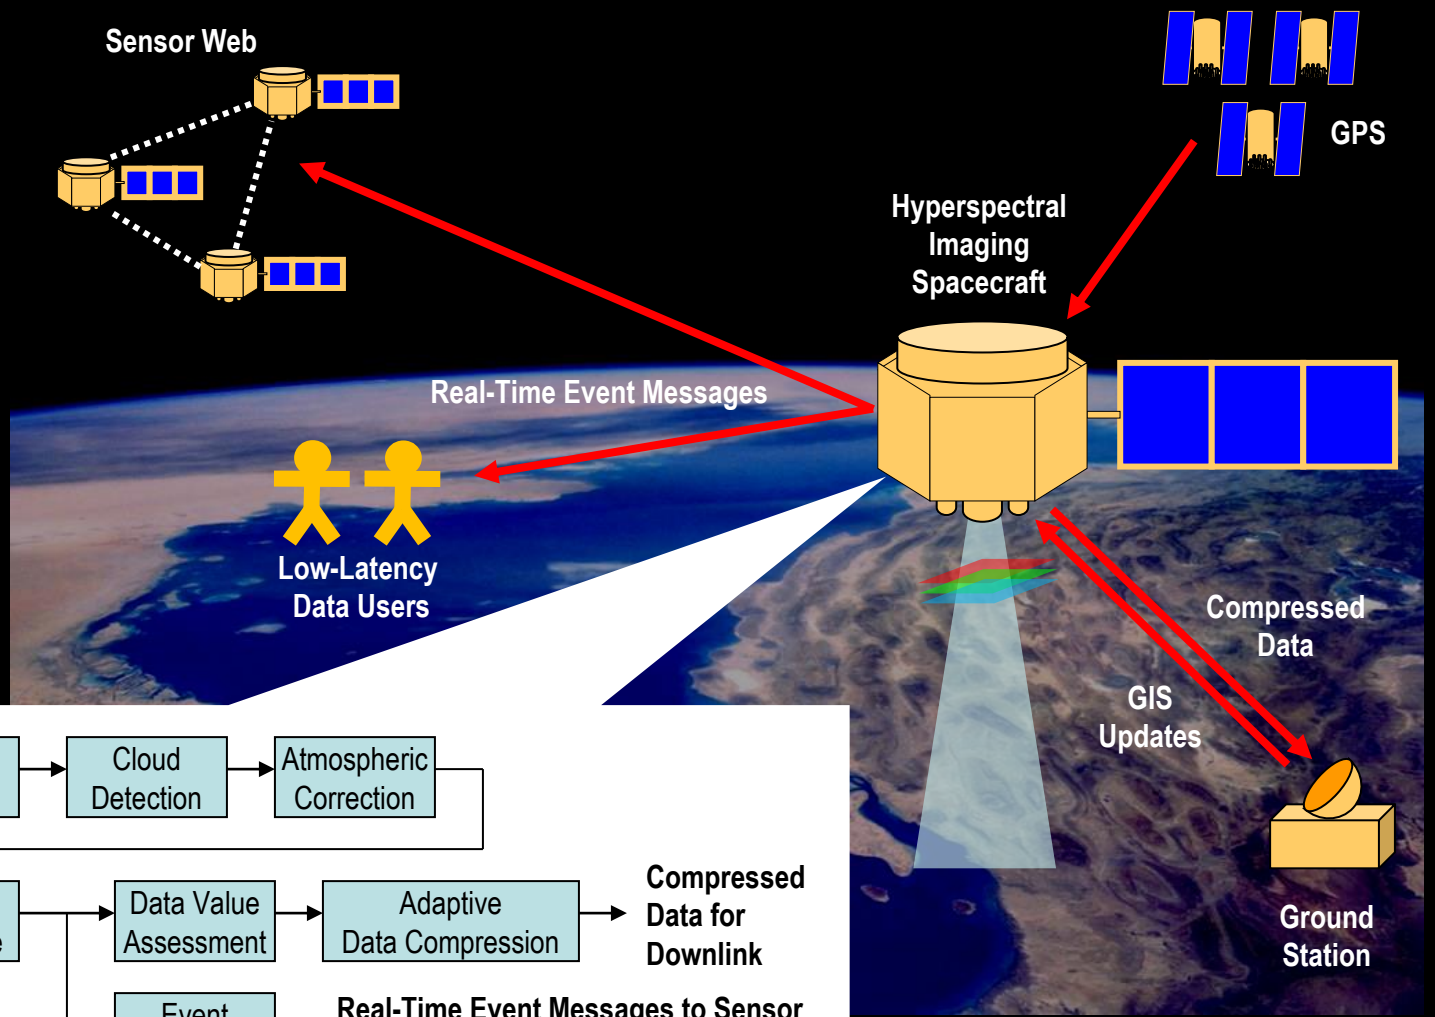 Sensor Web
GPS
Hyperspectral
Imaging
Spacecraft
Real-Time Event Messages
Low-Latency
Data Users
Compressed
Data
GIS
Updates
Cloud
Detection
Atmospheric
Correction
Data Value
Assessment
Adaptive
Data Compression
Compressed
Data for
Downlink
Ground
Station
Event
Real-Time Event Messages to Sensor